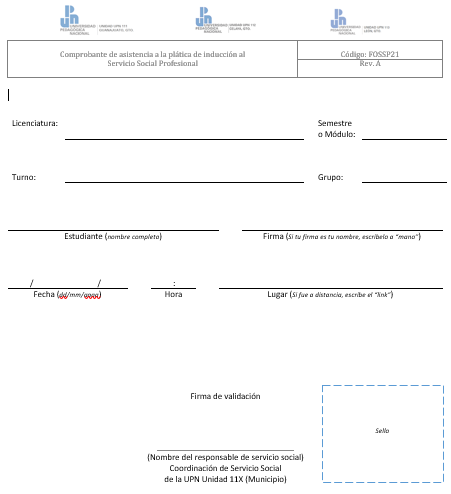 UNIVERSIDAD PEDAGÓGICA NACIONAL UNIDAD UPN 111 GUANAJUATO, GTO.
UNIVERSIDAD PEDAGÓGICA NACIONAL UNIDAD UPN 112 CELAYA, GTO.
UNIVERSIDAD PEDAGÓGICA NACIONAL UNIDAD UPN 113 LEÓN, GTO.
Comprobante de asistencia a la plática de inducción al
Servicio Social Profesional
Código: FOSSP21
Rev. A
Licenciatura:
Semestre
o Módulo:
Turno:
Grupo:
Estudiante (nombre completo)
Firma (Si tu firma es tu nombre, escríbelo a "mano")
/ /
:
Fecha (dd/mm/aaaa)
Hora
Lugar (Si fue a distancia, escribe el "link")
Firma de validación
Sello
(Nombre del responsable de servicio social)
Coordinación de Servicio Social
de la UPN Unidad 11X (Municipio)